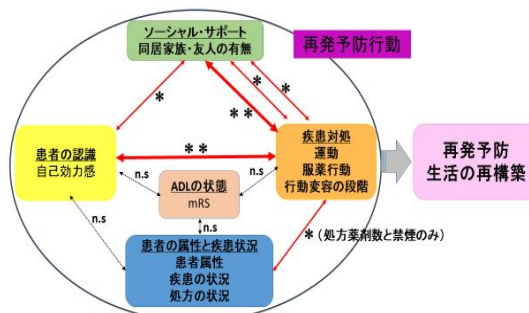 ソーシャル・サポート
同居家族・友人の有無
再発予防行動
*
*
*
**
患者の認識
自己効力感
**
疾患対処
運動
服薬行動
行動変容の段階
再発予防
生活の再構築
n.s
n.s
ADLの状態
mRS
n.s
n.s
患者の属性と疾患状況
患者属性
疾患の状況
処方の状況
*(処方薬剤数と禁煙のみ)